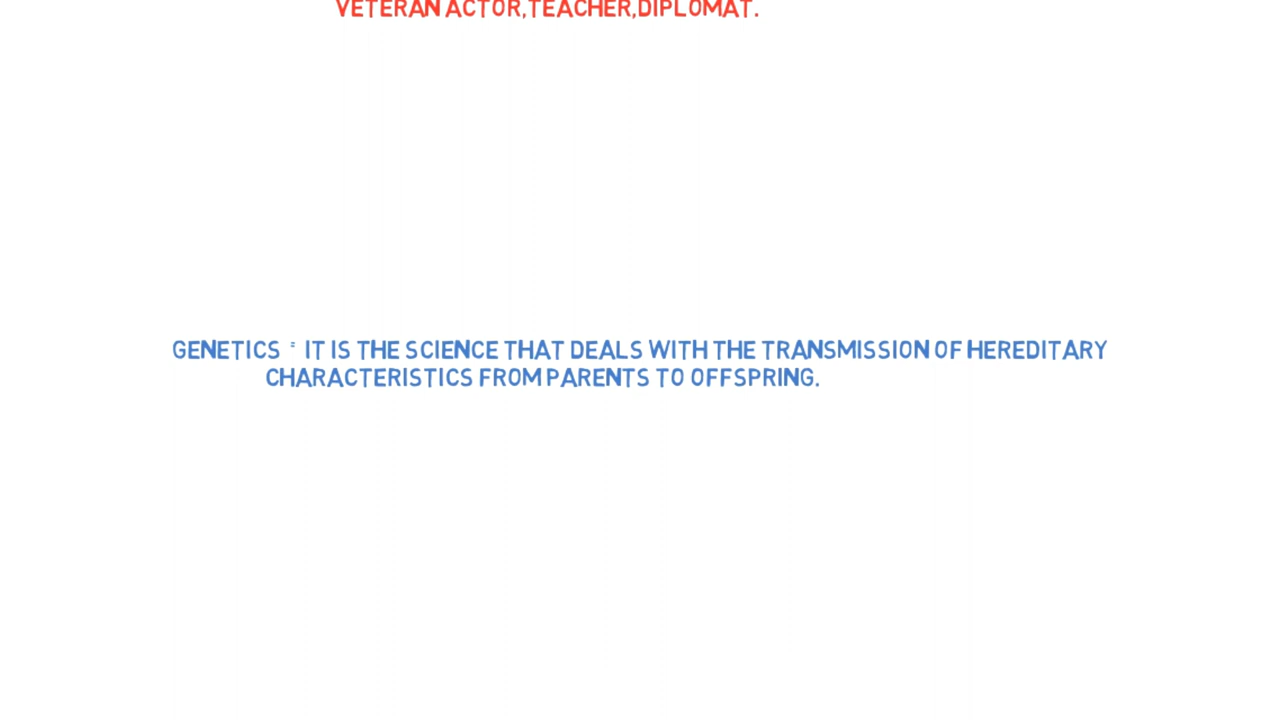 VETERAN ACTOR,TEACHER,DIPLOMAT.
GENETICS = IT IS THE SCIENCE THAT DEALS WITH THE TRANSMISSION OF HEREDITARY
CHARACTERISTICS FROM PARENTS TO OFFSPRING.